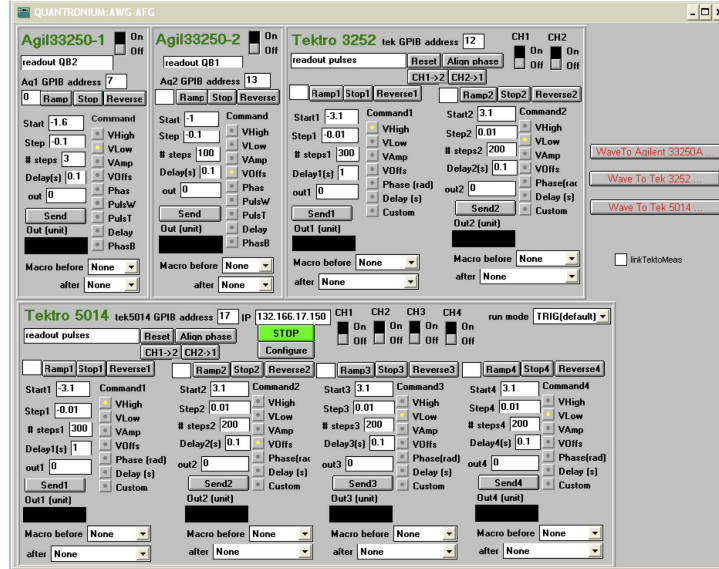 QUANTRONIUM:AWG-AFG
Agil33250-1 On Off
readout QB2
Ag1 GPIB address 7
0 Ramp Stop Reverse
Start -1.6 Command
Step -0.1 VHigh
VLow
# steps 3 VAmp
Delay(s) 0.1 VOffs
out 0 Phas
PulsW
Send PulsT
Out (unit) Delay
PhasB
Macro before None
after None
Agil33250-2 On Off
readout QB1
Ag2 GPIB address 13
Ramp Stop Reverse
Start -1 Command
Step -0.1 VHigh
VLow
# steps 100 VAmp
Delay(s) 0.1 VOffs
out 0 Phas
PulsW
Send PulsT
Out (unit) Delay
PhasB
Macro before None
after None
Tektro 3252 tek GPIB address 12 CH1 CH2
On Off On Off
readout pulses Reset Align phase
CH1->2 CH2->1
Ramp1 Stop1 Reverse1
Start1 -3.1 Command1
Step1 -0.01 VHigh
VLow
# steps1 300 VAmp
Delay1(s) 1 VOffs
out1 0 Phase (rad)
Delay (s)
Send1 Custom
Out1 (unit)
Macro before None
after None
Ramp2 Stop2 Reverse2
Start2 3.1 Command2
Step2 0.01 VHigh
VLow
# steps2 200 VAmp
Delay2(s) 0.1 VOffs
out2 0 Phase(rac
Delay (s)
Send2 Custom
Out2 (unit)
Macro before None
after None
WaveTo Agilent 33250A
Wave To Tek 3252 ...
Wave To Tek 5014 ...
linkTektoMeas
Tektro 5014 tek5014 GPIB address 17 IP 132.166.17.150 CH1 CH2 CH3 CH4 run mode TRIG(default)
On Off On Off On Off On Off
readout pulses Reset Align phase STOP
CH1->2 CH2->1 Configure
Ramp1 Stop1 Reverse1
Start1 -3.1 Command1
Step1 -0.01 VHigh
VLow
# steps1 300 VAmp
Delay1(s) 1 VOffs
out1 0 Phase (rad)
Delay (s)
Send1 Custom
Out1 (unit)
Macro before None
after None
Ramp2 Stop2 Reverse2
Start2 3.1 Command2
Step2 0.01 VHigh
VLow
# steps2 200 VAmp
Delay2(s) 0.1 VOffs
out2 0 Phase(rac
Delay (s)
Send2 Custom
Out2 (unit)
Macro before None
after None
Ramp3 Stop3 Reverse3
Start3 3.1 Command3
Step3 0.01 VHigh
VLow
# steps3 200 VAmp
Delay3(s) 0.1 VOffs
out3 0 Phase(rad)
Delay (s)
Send3 Custom
Out3 (unit)
Macro before None
after None
Ramp4 Stop4 Reverse4
Start4 3.1 Command4
Step4 0.01 VHigh
VLow
# steps4 200 VAmp
Delay4(s) 0.1 VOffs
out4 0 Phase(rad)
Delay (s)
Send4 Custom
Out4 (unit)
Macro before None
after None